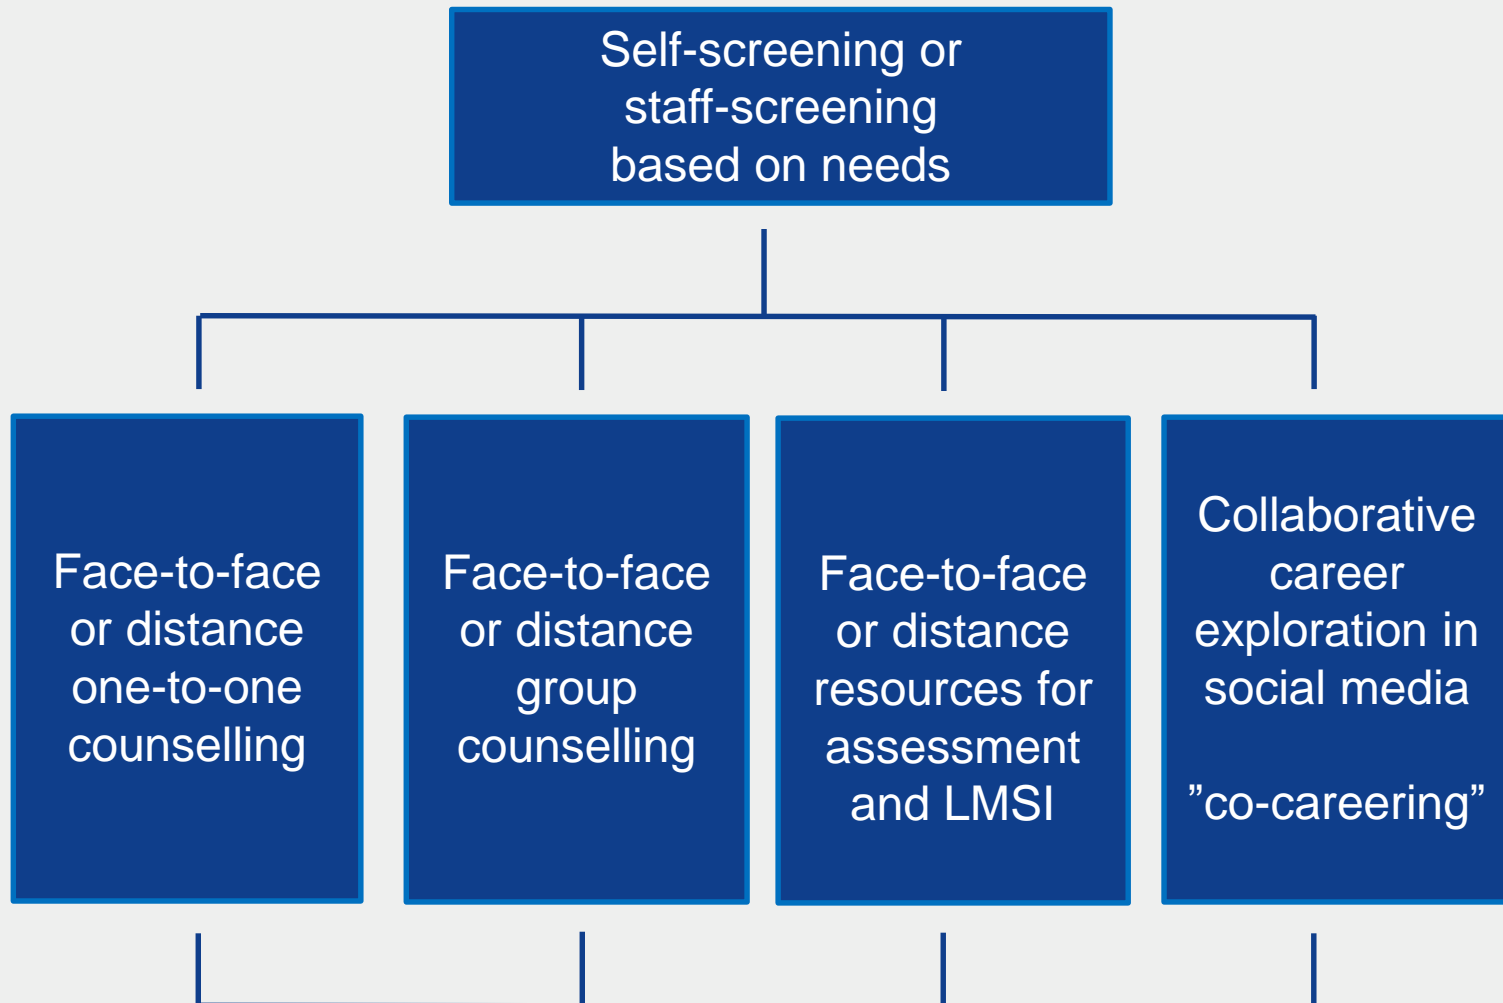 Self-screening or
staff-screening
based on needs
Face-to-face
or distance
one-to-one
counselling
Face-to-face
or distance
group
counselling
Face-to-face
or distance
resources for
assessment
and LMSI
Collaborative
career
exploration in
social media
”co-careering”